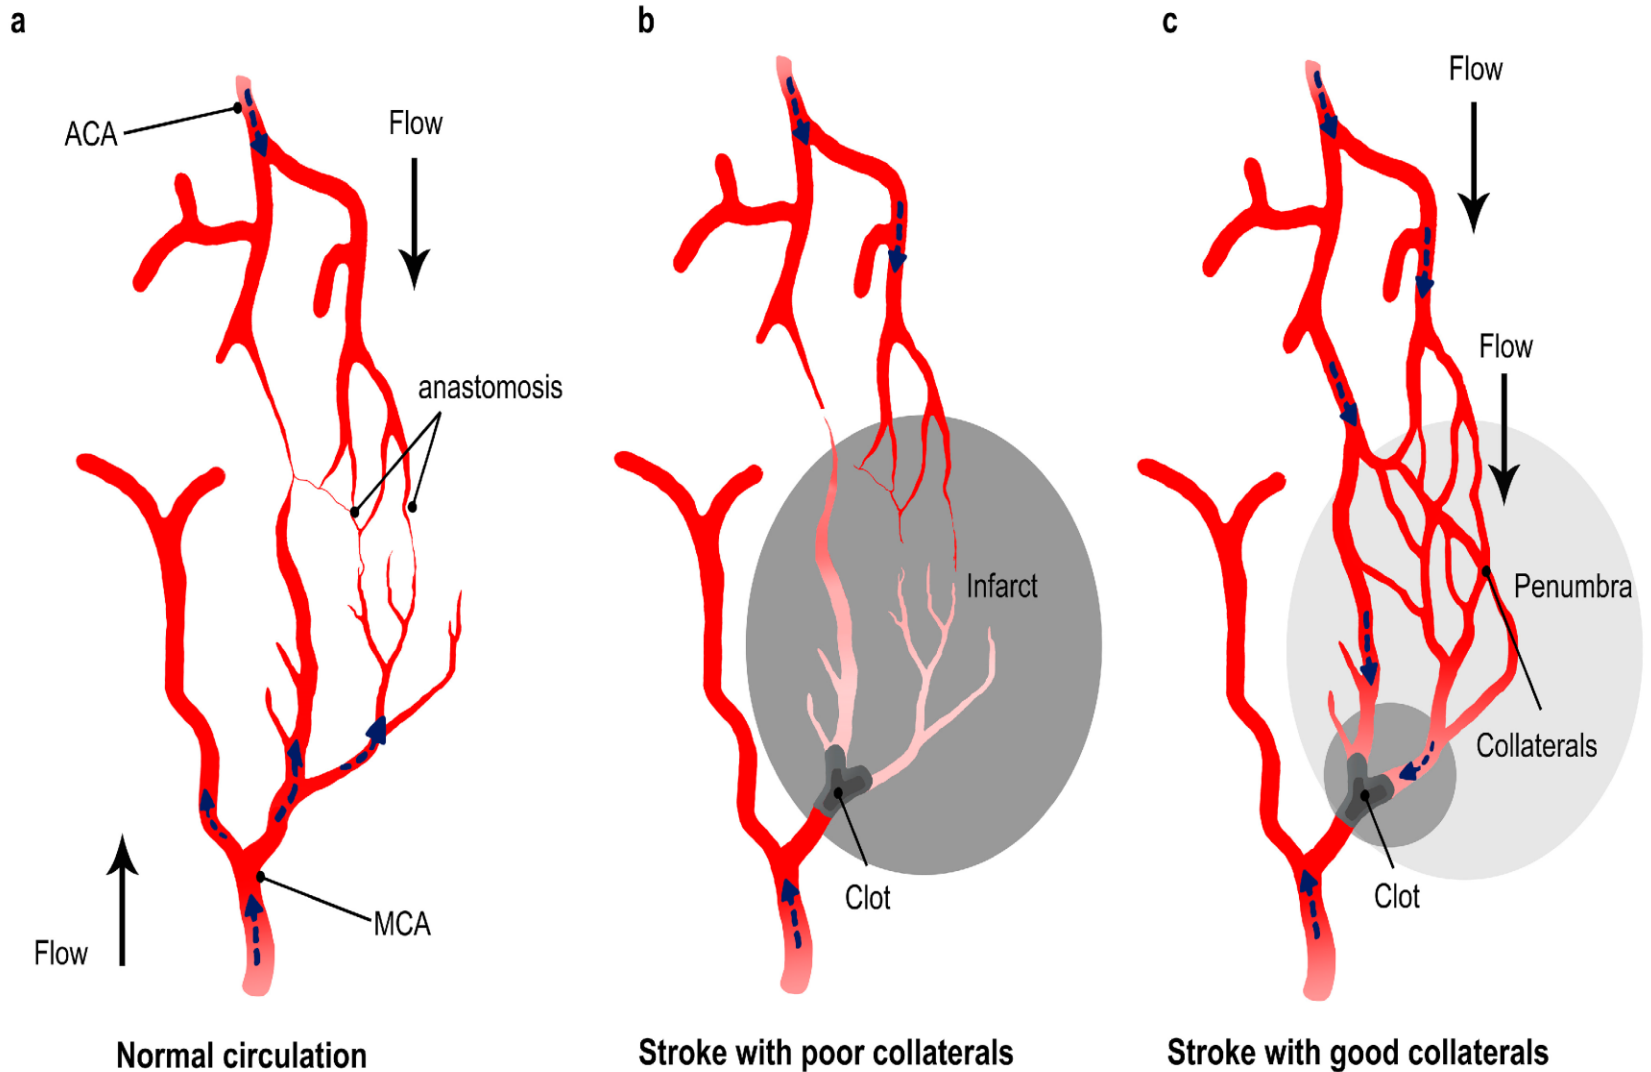 a
ACA
Flow
anastomosis
MCA
Flow
Normal circulation
b
Infarct
Clot
Stroke with poor collaterals
c
Flow
Flow
Penumbra
Collaterals
Clot
Stroke with good collaterals